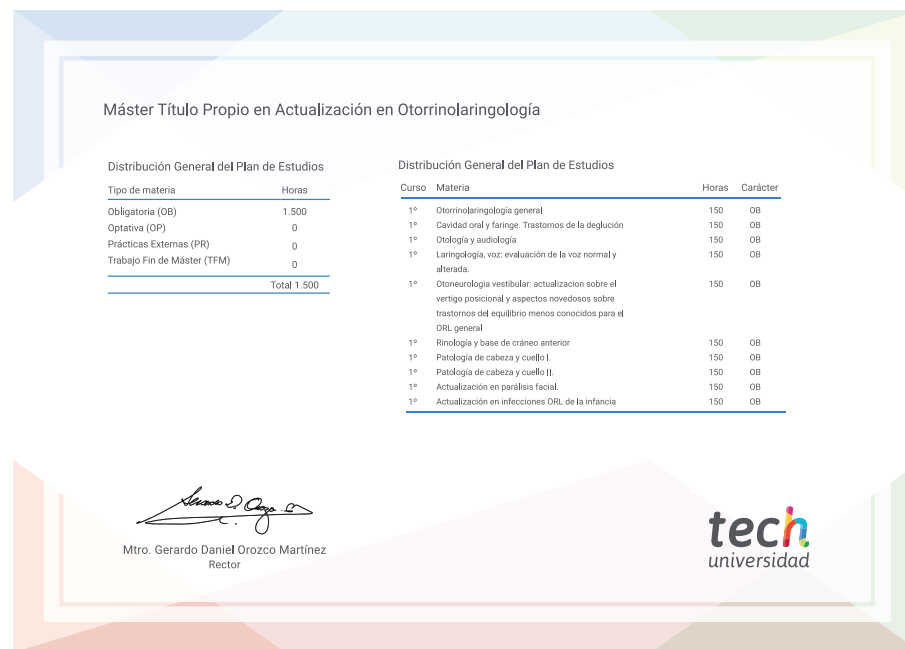 Máster Título Propio en Actualización en Otorrinolaringología
Distribución General del Plan de Estudios
Tipo de materia Horas
Obligatoria (OB) 1.500
Optativa (OP) 0
Prácticas Externas (PR) 0
Trabajo Fin de Máster (TFM) 0
Total 1.500
Distribución General del Plan de Estudios
Curso Materia Horas Carácter
1º Otorrinolaringología general 150 OB
1º Cavidad oral y faringe. Trastornos de la deglución 150 OB
1º Otología y audiología 150 OB
1º Laringología, voz: evaluación de la voz normal y 150 OB
alterada.
1º Otoneurologia vestibular: actualizacion sobre el 150 OB
vertigo posicional y aspectos novedosos sobre
trastornos del equilibrio menos conocidos para el
ORL general
1º Rinología y base de cráneo anterior 150 OB
1º Patología de cabeza y cuello I. 150 OB
1º Patología de cabeza y cuello II. 150 OB
1º Actualización en parálisis facial. 150 OB
1º Actualización en infecciones ORL de la infancia 150 OB
Mtro. Gerardo Daniel Orozco Martínez
Rector
tech
universidad